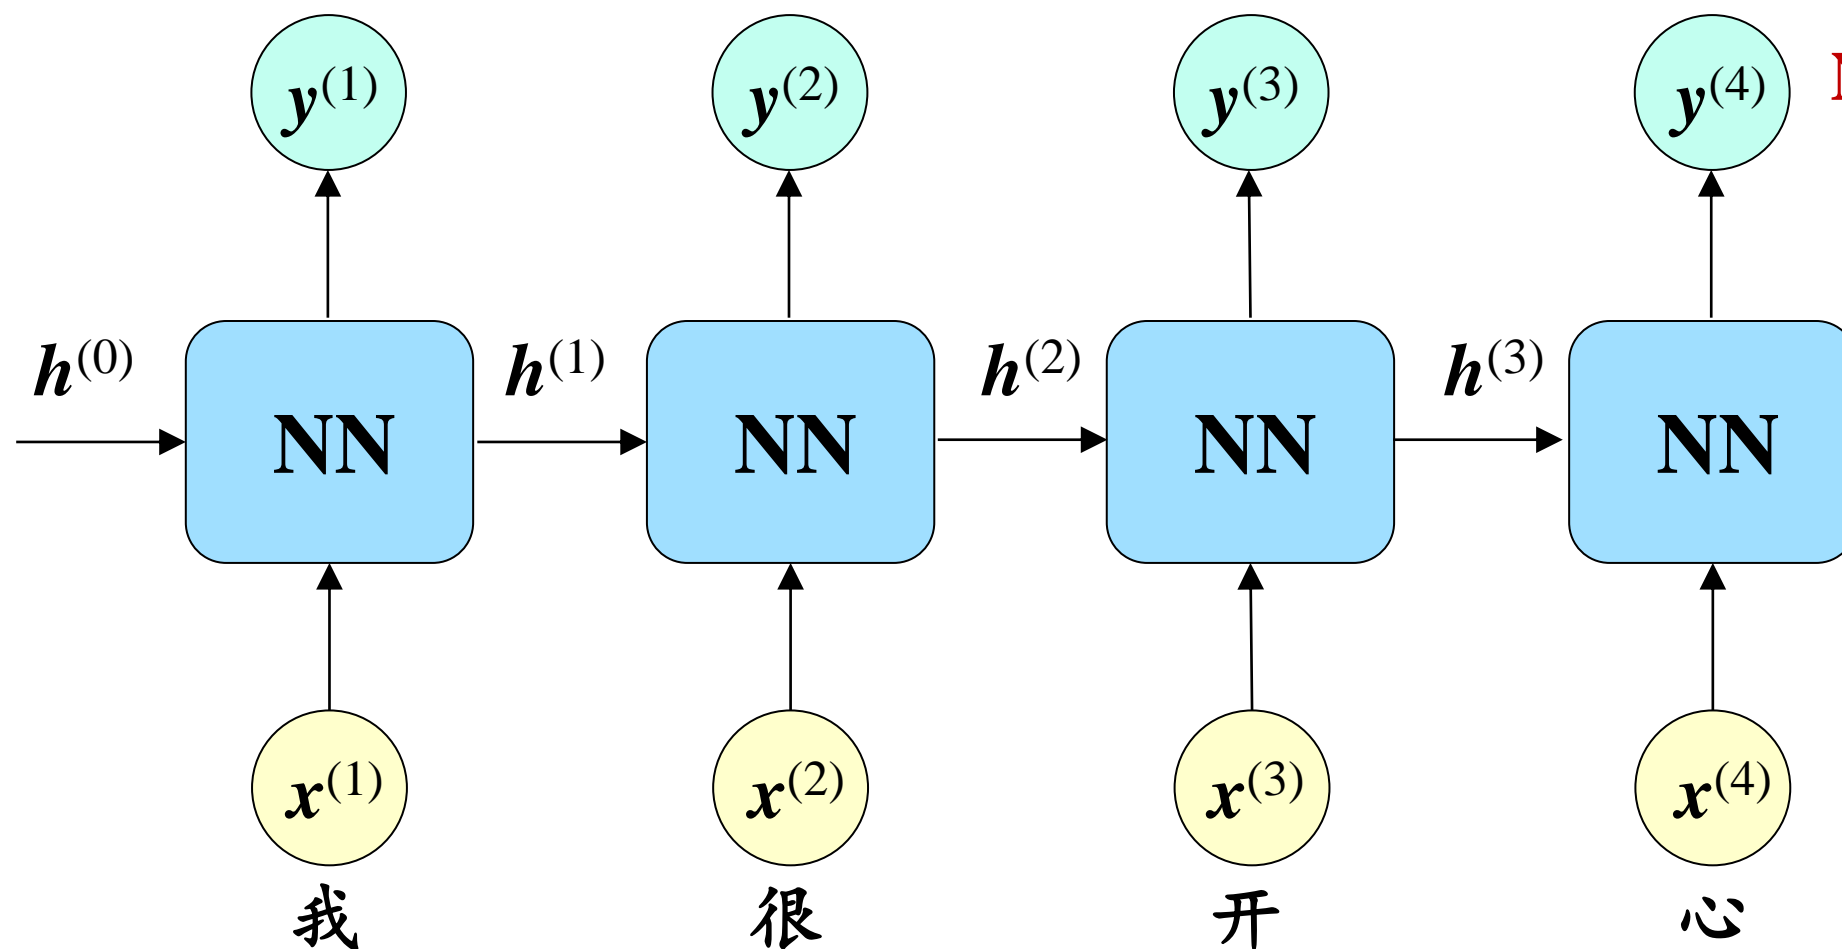 y(1) y(2) y(3) y(4)
h(0) h(1) h(2) h(3)
NN NN NN NN
x(1) x(2) x(3) x(4)
我 很 开 心